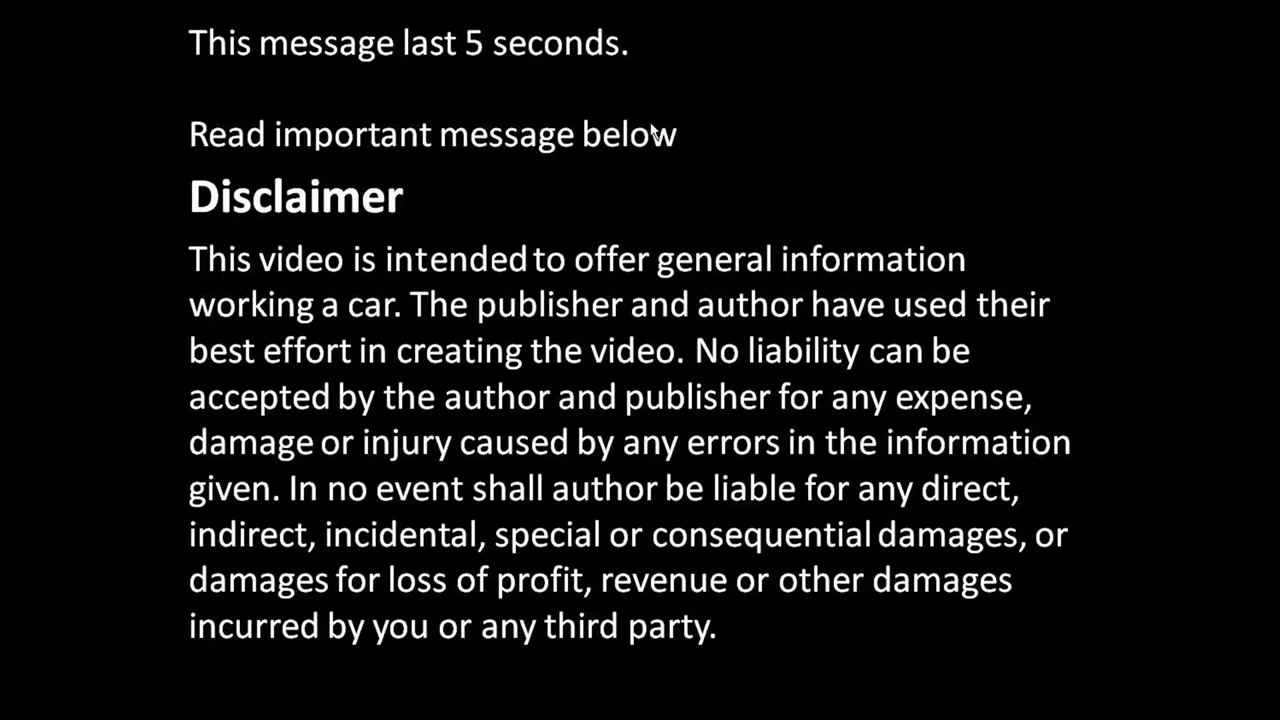 This message last 5 seconds.
Read important message below
Disclaimer
This video is intended to offer general information
working a car. The publisher and author have used their
best effort in creating the video. No liability can be
accepted by the author and publisher for any expense,
damage or injury caused by any errors in the information
given. In no event shall author be liable for any direct,
indirect, incidental, special or consequential damages, or
damages for loss of profit, revenue or other damages
incurred by you or any third party.